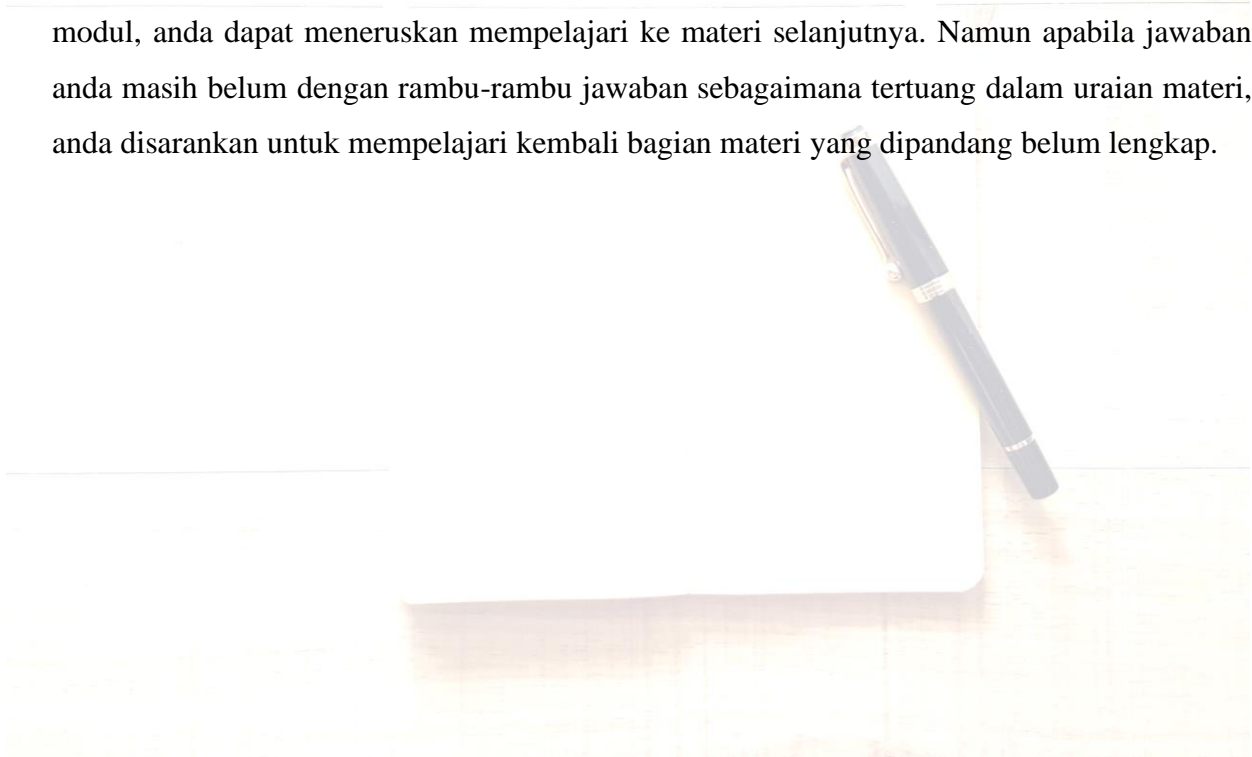 modul, anda dapat meneruskan mempelajari ke materi selanjutnya. Namun apabila jawaban
anda masih belum dengan rambu-rambu jawaban sebagaimana tertuang dalam uraian materi,
anda disarankan untuk mempelajari kembali bagian materi yang dipandang belum lengkap.